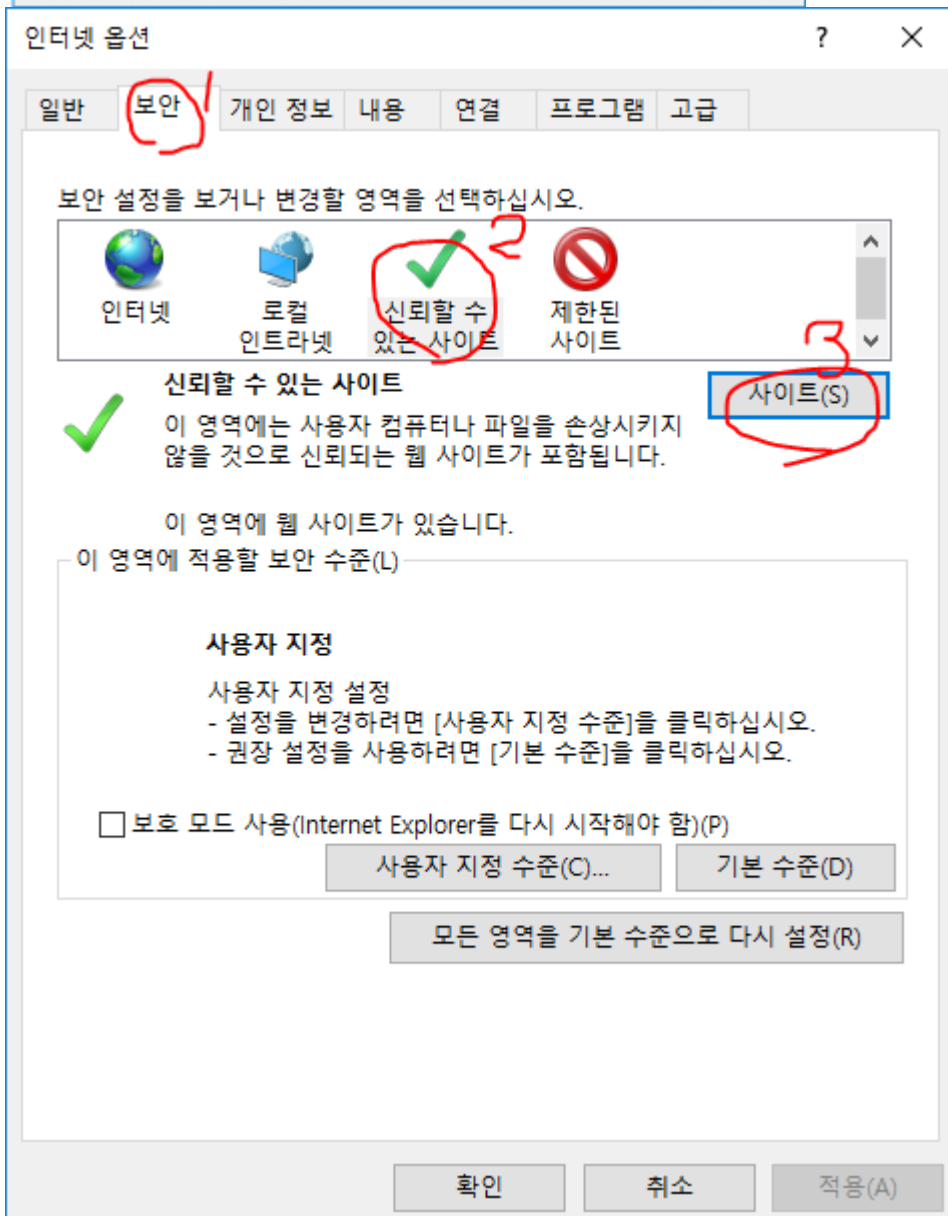 인터넷 옵션 ?
일반 보안 1 개인 정보 내용 연결 프로그램 고급
보안 설정을 보거나 변경할 영역을 선택하십시오.
2
인터넷
로컬
인트라넷
신뢰할 수
있는 사이트
제한된
사이트
3
신뢰할 수 있는 사이트
사이트(S)
이 영역에는 사용자 컴퓨터나 파일을 손상시키지
않을 것으로 신뢰되는 웹 사이트가 포함됩니다.
이 영역에 웹 사이트가 있습니다.
이 영역에 적용할 보안 수준(L)
사용자 지정
사용자 지정 설정
- 설정을 변경하려면 [사용자 지정 수준]을 클릭하십시오.
- 권장 설정을 사용하려면 [기본 수준]을 클릭하십시오.
보호 모드 사용(Internet Explorer를 다시 시작해야 함)(P)
사용자 지정 수준(C)... 기본 수준(D)
모든 영역을 기본 수준으로 다시 설정(R)
확인 취소 적용(A)